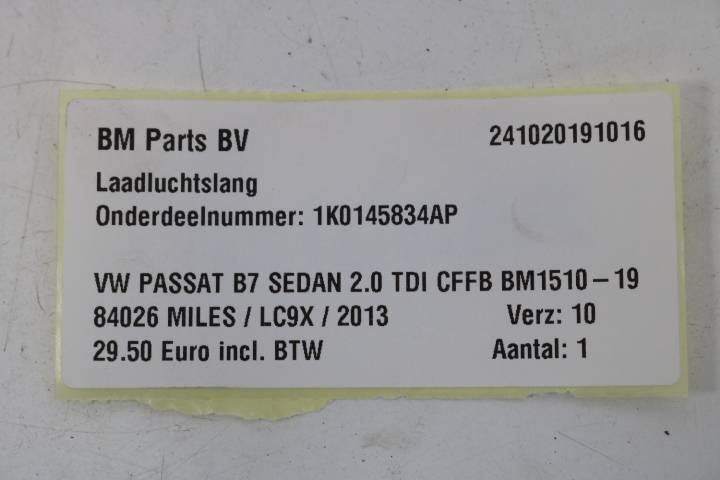 BM Parts BV 241020191016
Laadluchtslang
Onderdeelnummer: 1K0145834AP
VW PASSAT B7 SEDAN 2.0 TDI CFFB BM1510-19
84026 MILES / LC9X / 2013 Verz: 10
29.50 Euro incl. BTW Aantal: 1